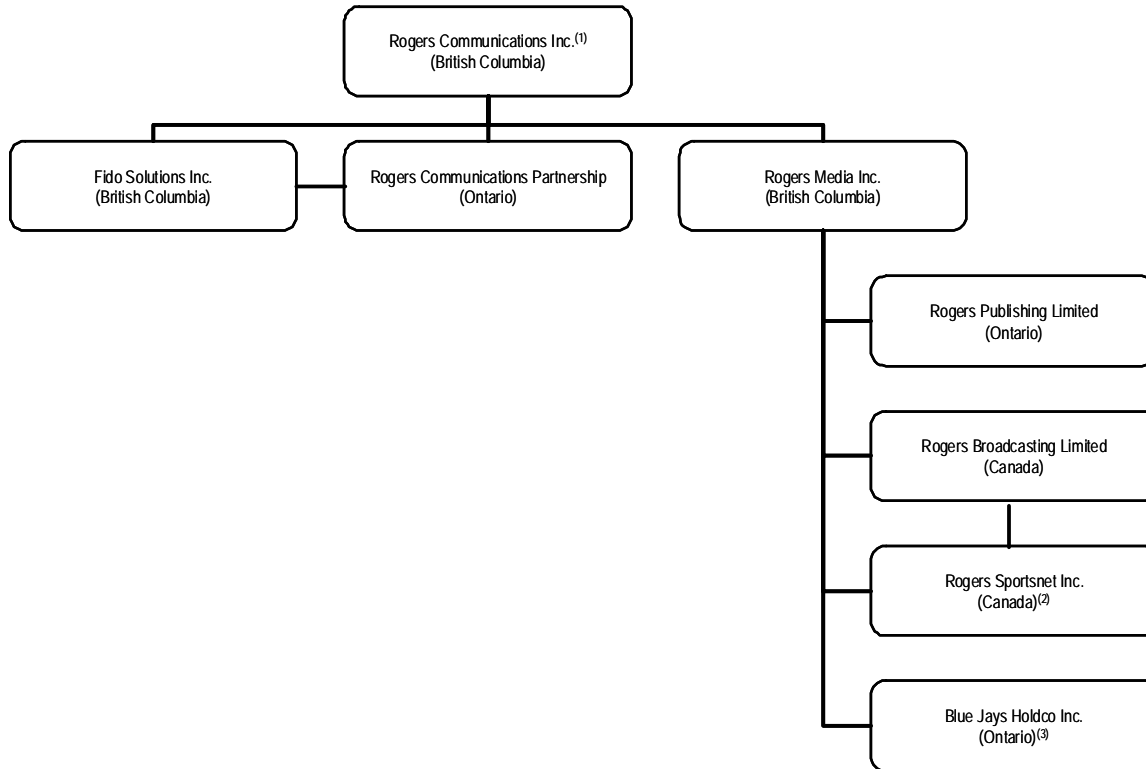 Rogers Communications Inc.(1)
(British Columbia)
Fido Solutions Inc.
(British Columbia)
Rogers Communications Partnership
(Ontario)
Rogers Media Inc.
(British Columbia)
Rogers Publishing Limited
(Ontario)
Rogers Broadcasting Limited
(Canada)
Rogers Sportsnet Inc.
(Canada)(2)
Blue Jays Holdco Inc.
(Ontario)(3)